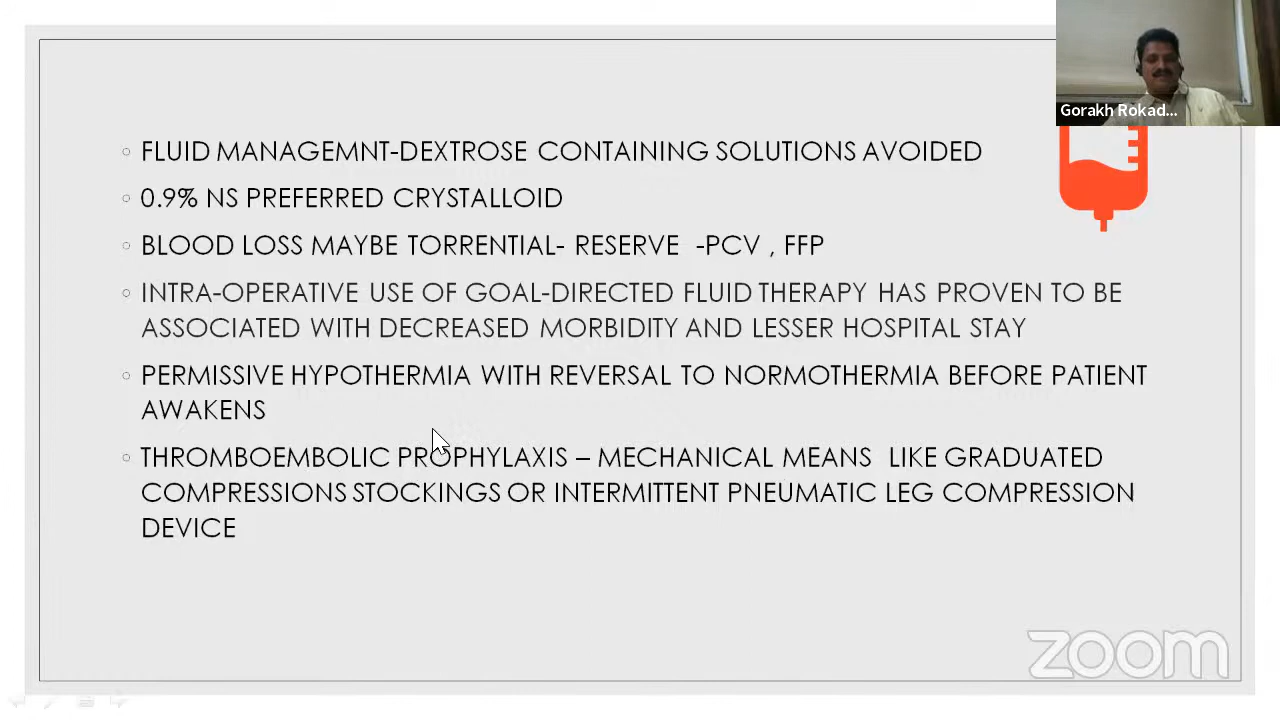 Gorakh Rokad...
◦ FLUID MANAGEMNT-DEXTROSE CONTAINING SOLUTIONS AVOIDED
◦ 0.9% NS PREFERRED CRYSTALLOID
◦ BLOOD LOSS MAYBE TORRENTIAL- RESERVE -PCV , FFP
◦ INTRA-OPERATIVE USE OF GOAL-DIRECTED FLUID THERAPY HAS PROVEN TO BE
ASSOCIATED WITH DECREASED MORBIDITY AND LESSER HOSPITAL STAY
◦ PERMISSIVE HYPOTHERMIA WITH REVERSAL TO NORMOTHERMIA BEFORE PATIENT
AWAKENS
◦ THROMBOEMBOLIC PROPHYLAXIS – MECHANICAL MEANS LIKE GRADUATED
COMPRESSIONS STOCKINGS OR INTERMITTENT PNEUMATIC LEG COMPRESSION
DEVICE
zoom